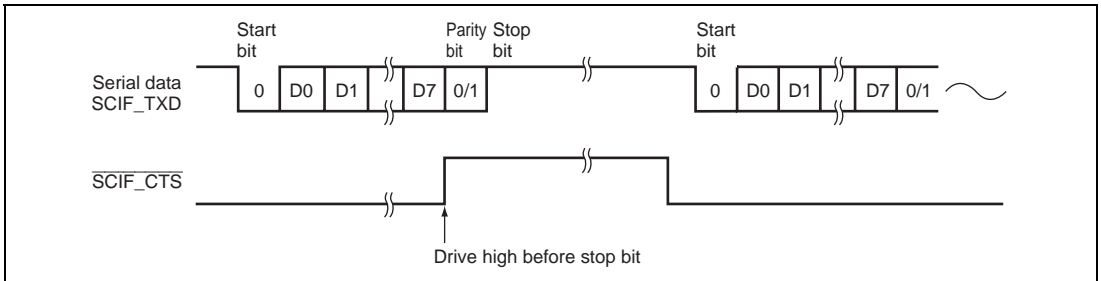 Start bit
Parity bit
Stop bit
Start bit
Serial data SCIF_TXD
0 D0 D1 D7 0/1 0 D0 D1 D7 0/1
SCIF_CTS
Drive high before stop bit